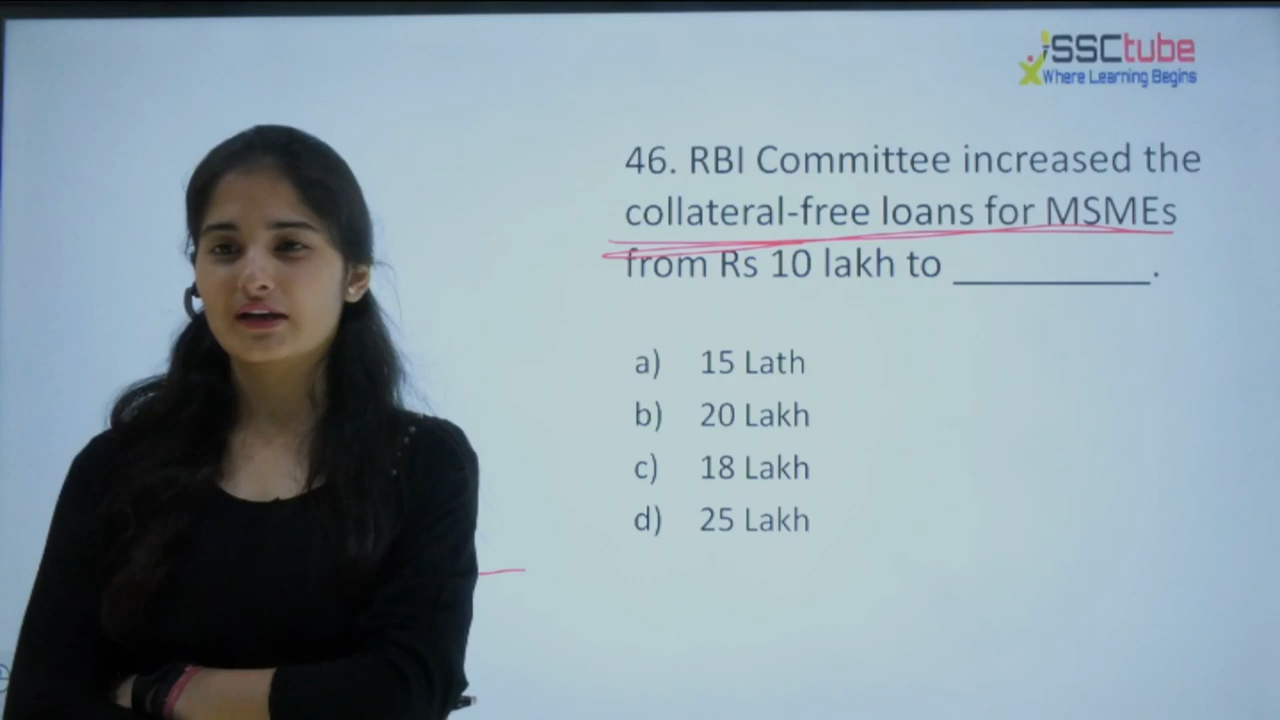 SSCtube
Where Learning Begins
46. RBI Committee increased the
collateral-free loans for MSMEs
from Rs 10 lakh to __________.
a) 15 Lath
b) 20 Lakh
c) 18 Lakh
d) 25 Lakh